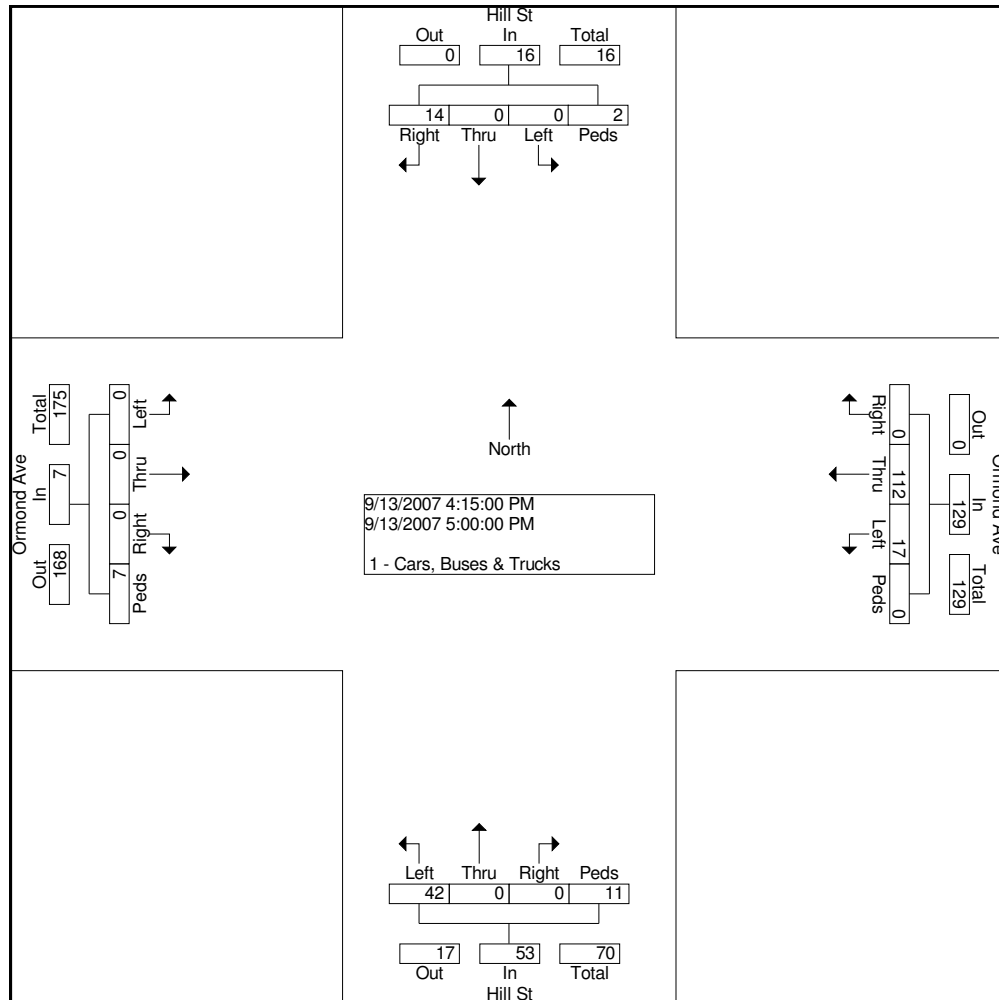 Hill St
Out In Total
0 16 16
14 0 0 2
Right Thru Left Peds
Ormond Ave
Total In Out
175 7 168
0 0 0 7
Left Thru Right Peds
North
9/13/2007 4:15:00 PM
9/13/2007 5:00:00 PM
1 - Cars, Buses & Trucks
Right Thru Left Peds
0 112 17 0
0 129 129
Out In Total
Ormond Ave
Left Thru Right Peds
42 0 0 11
17 53 70
Out In Total
Hill St